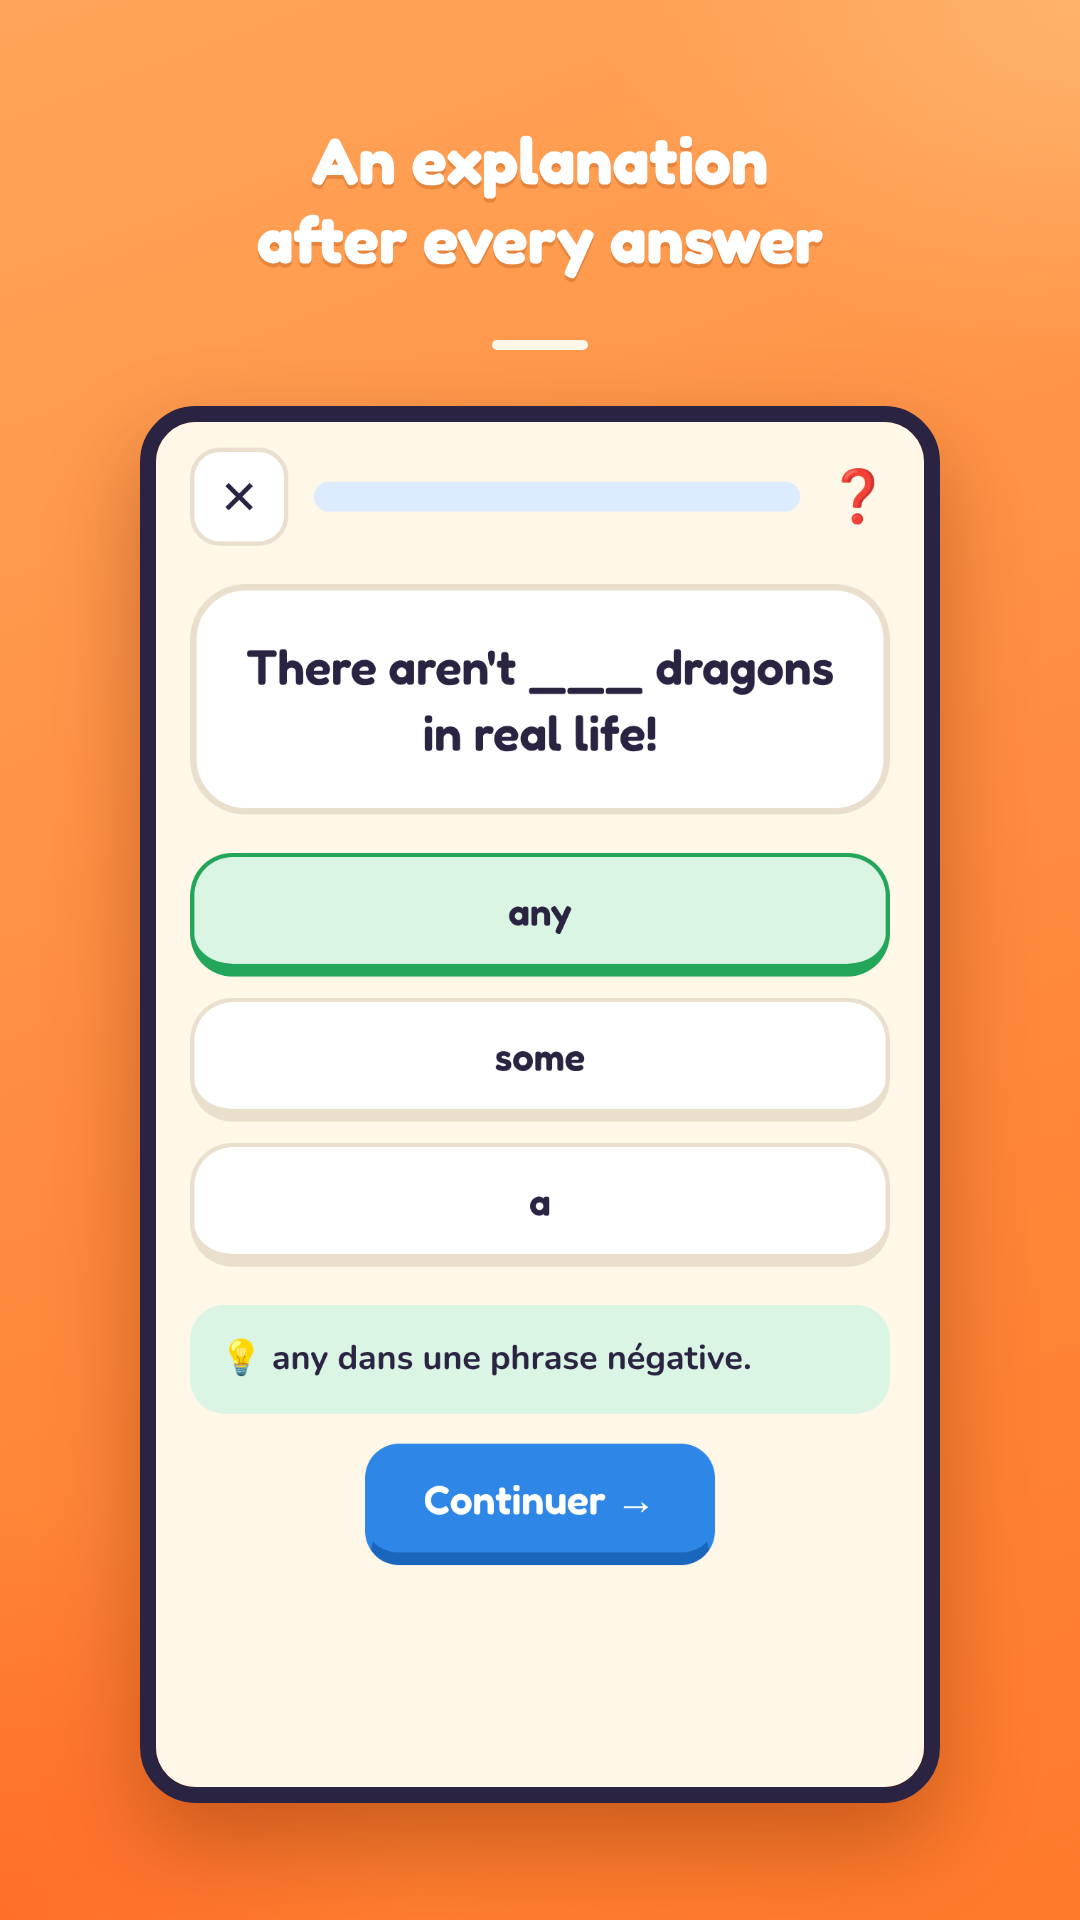 An explanation
after every answer
✕
❓
There aren't ___ dragons
in real life!
any
some
a
💡 any dans une phrase négative.
Continuer →